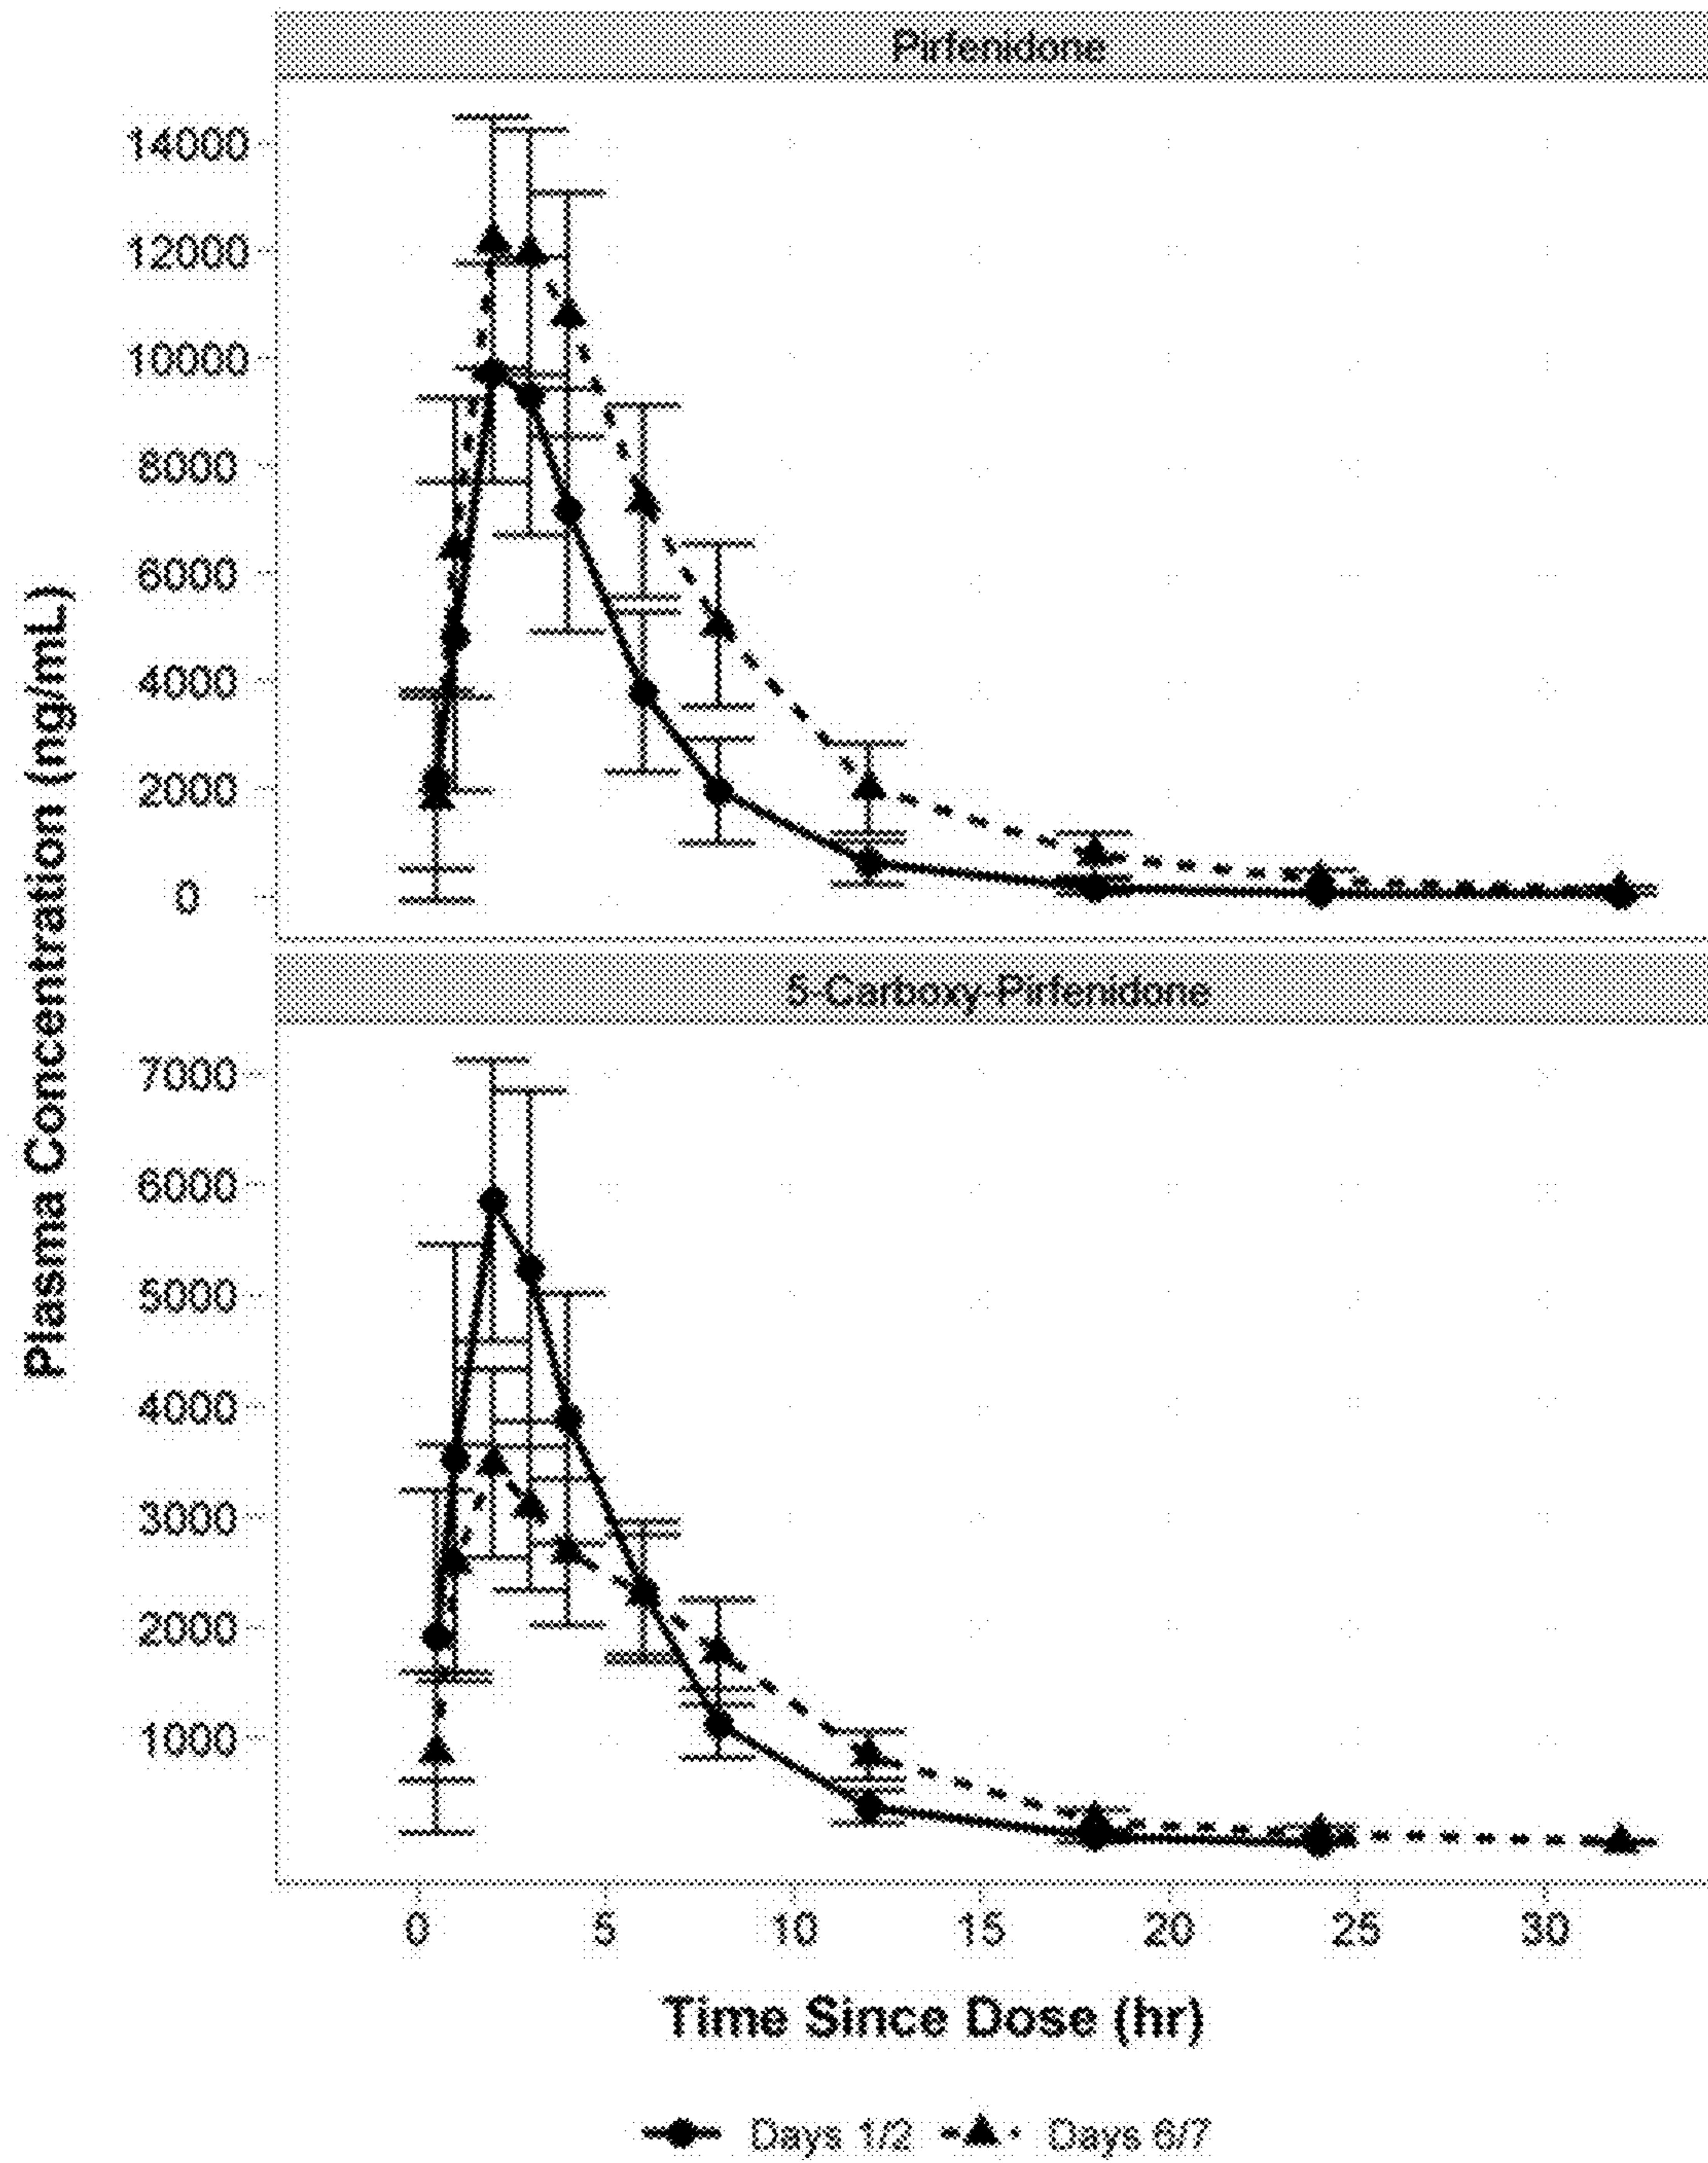 Pirfenidone
14000
12000
10000
8000
6000
4000
2000
0
Plasma Concentration (ng/mL)
5-Carboxy-Pirfenidone
7000
6000
5000
4000
3000
2000
1000
0 5 10 15 20 25 30
Time Since Dose (hr)
Days 1/2 Days 6/7